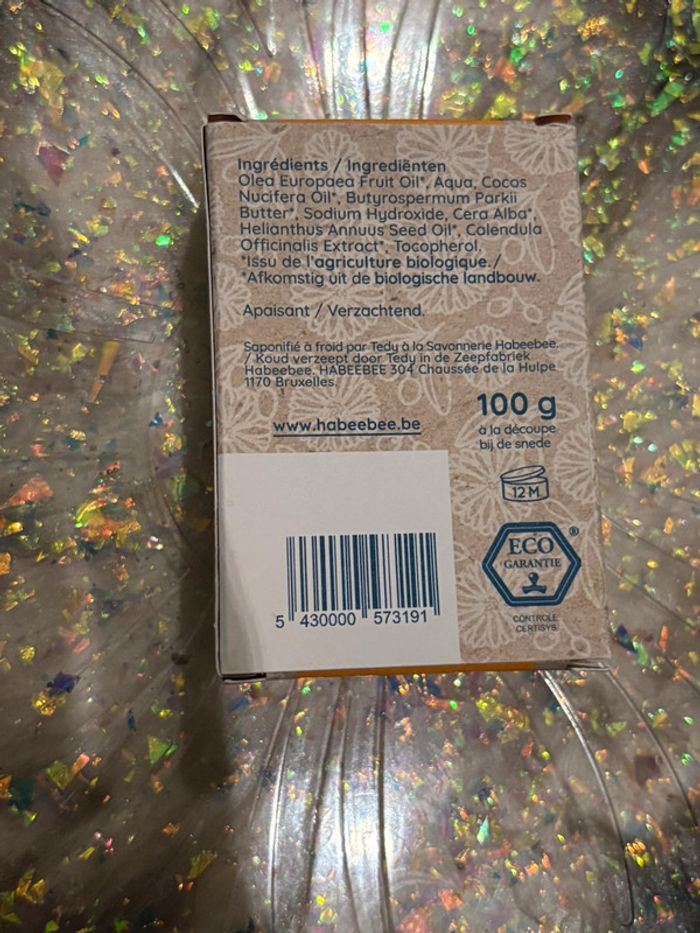 Ingrédients / Ingrediënten
Olea Europaea Fruit Oil*, Aqua, Cocos
Nucifera Oil*, Butyrospermum Parkii
Butter*, Sodium Hydroxide, Cera Alba*,
Helianthus Annuus Seed Oil*, Calendula
Officinalis Extract*, Tocopherol.
*Issu de l'agriculture biologique. /
*Afkomstig uit de biologische landbouw.
Apaisant / Verzachtend.
Saponifié à froid par Tedy à la Savonnerie Habeebee.
/ Koud verzeept door Tedy in de Zeepfabriek
Habeebee. HABEEBEE 304 Chaussée de la Hulpe
1170 Bruxelles.
www.habeebee.be
100 g
à la découpe
bij de snede
12 M
ECO
GARANTIE
®
CONTROLE
CERTISYS
5 430000 573191